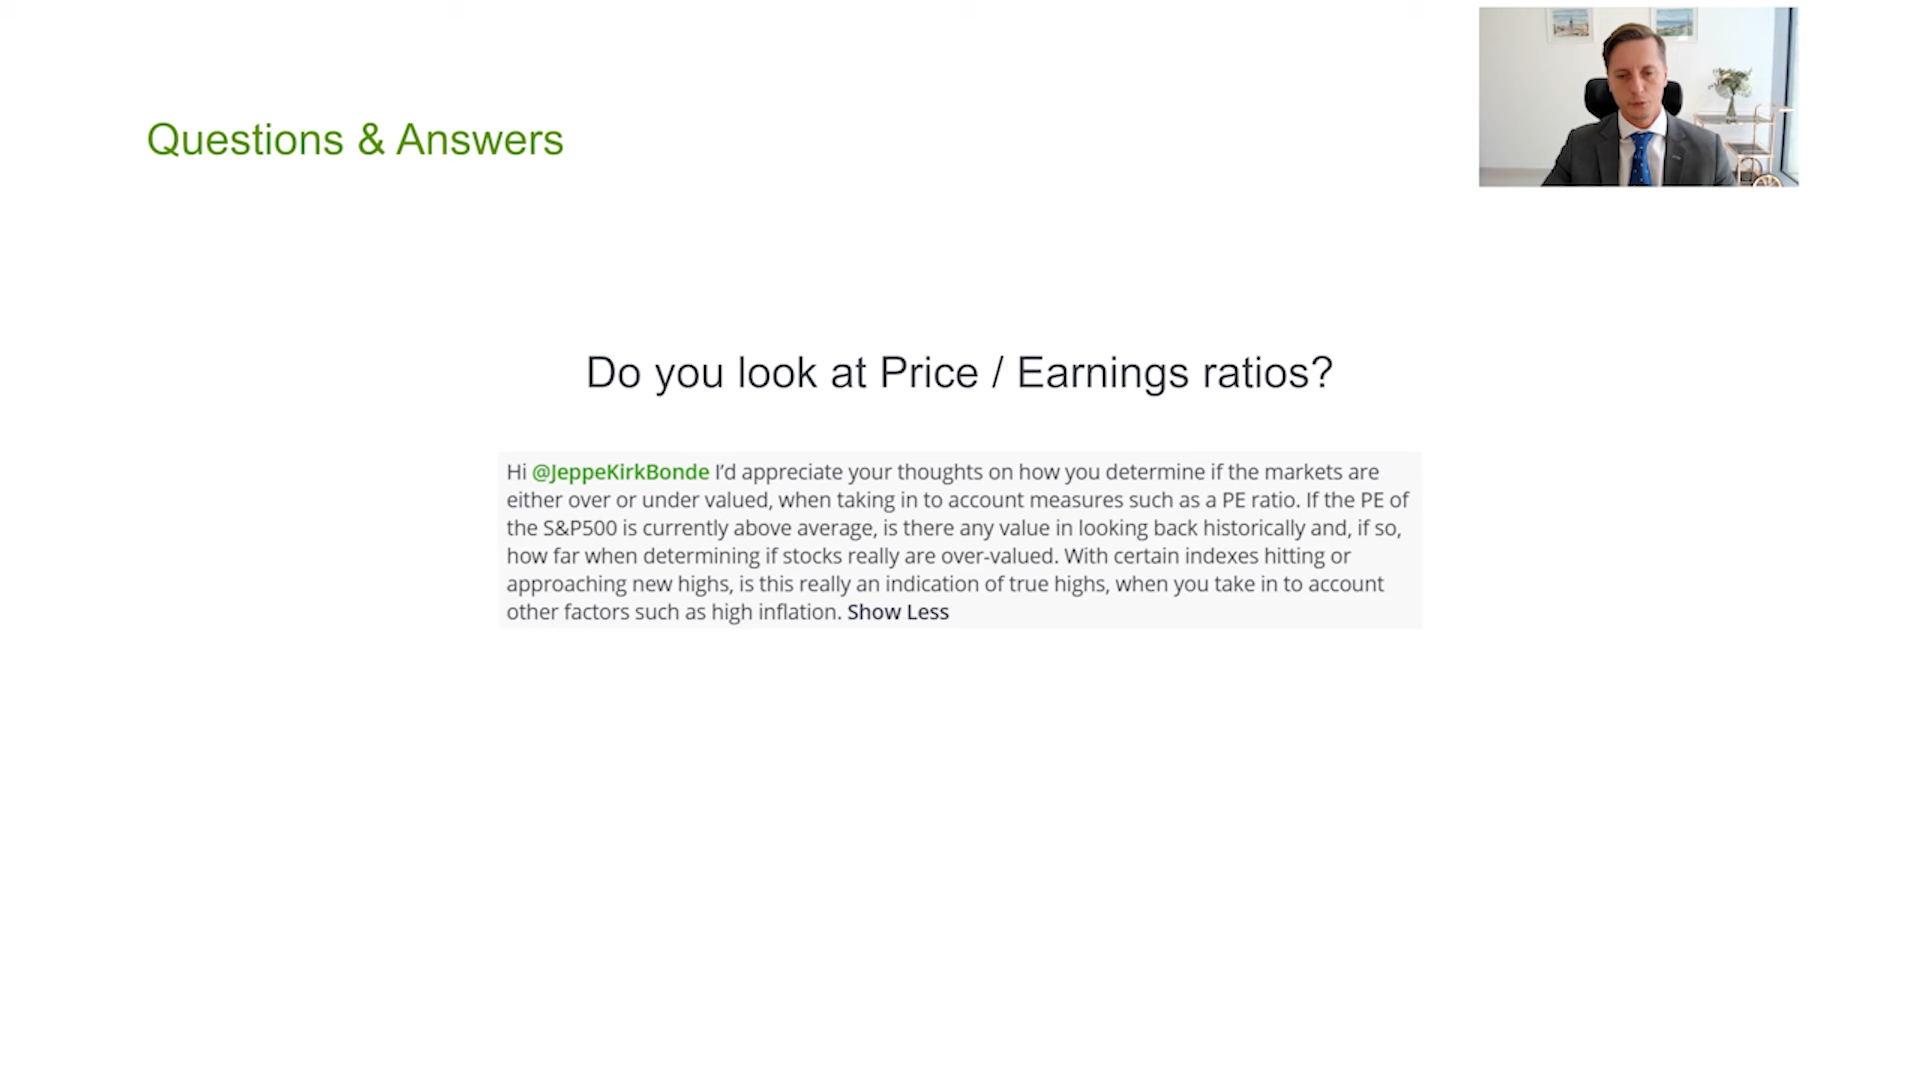 Questions & Answers
Do you look at Price / Earnings ratios?
Hi @JeppeKirkBonde I’d appreciate your thoughts on how you determine if the markets are
either over or under valued, when taking in to account measures such as a PE ratio. If the PE of
the S&P500 is currently above average, is there any value in looking back historically and, if so,
how far when determining if stocks really are over-valued. With certain indexes hitting or
approaching new highs, is this really an indication of true highs, when you take in to account
other factors such as high inflation. Show Less